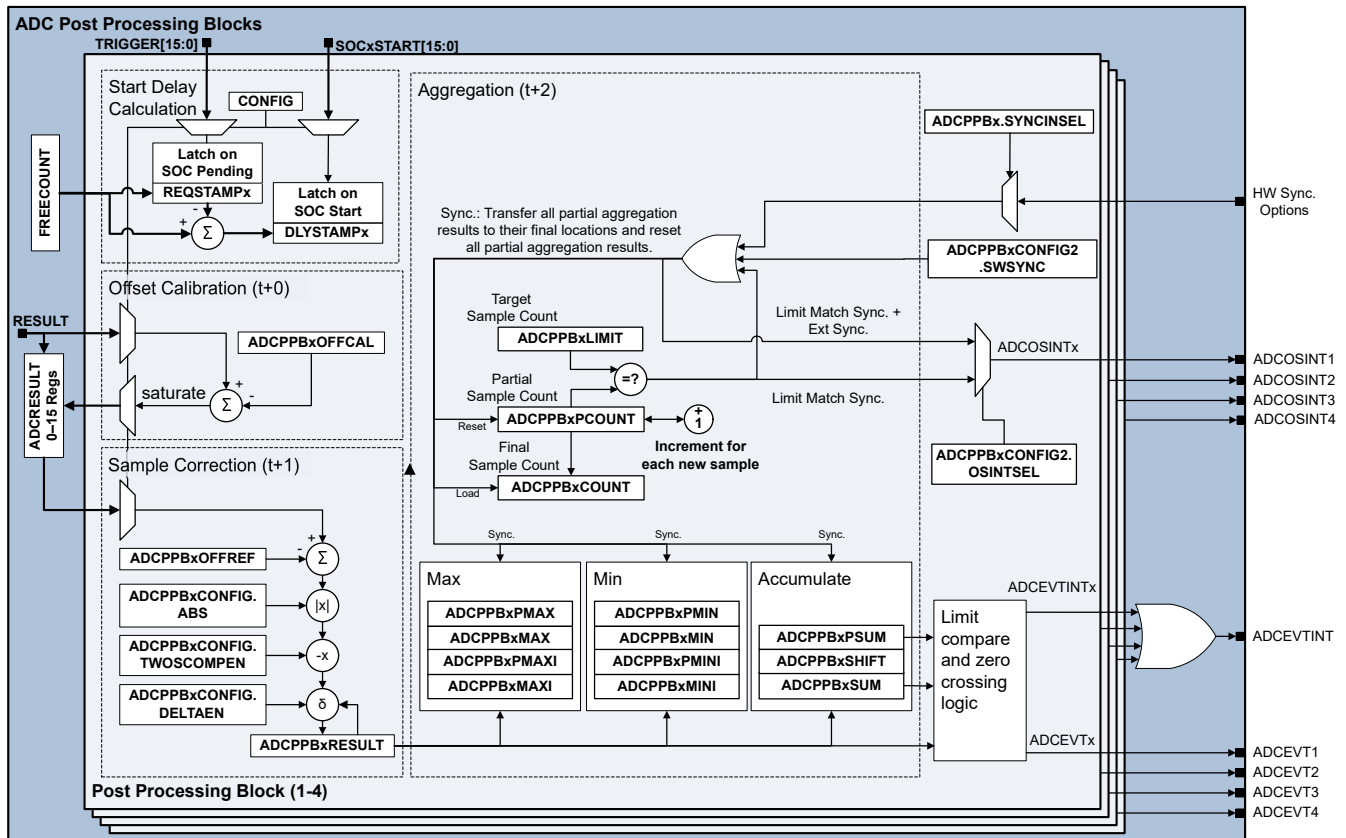 ADC Post Processing Blocks
TRIGGER[15:0]
SOCxSTART[15:0]
Start Delay
Calculation
CONFIG
Latch on
SOC Pending
REQSTAMPx
Latch on
SOC Start
DLYSTAMPx
-
+
Σ
FREECOUNT
Offset Calibration (t+0)
RESULT
ADCPPBxOFFCAL
saturate
+
-
Σ
ADCRESULT
0–15 Regs
Sample Correction (t+1)
+
-
Σ
ADCPPBxOFFREF
ADCPPBxCONFIG.
ABS
|x|
ADCPPBxCONFIG.
TWOSCOMPEN
-x
ADCPPBxCONFIG.
DELTAEN
δ
ADCPPBxRESULT
Aggregation (t+2)
Sync.: Transfer all partial aggregation
results to their final locations and reset
all partial aggregation results.
Target
Sample Count
ADCPPBxLIMIT
=?
Partial
Sample Count
ADCPPBxPCOUNT
Reset
+
1
Increment for
each new sample
Final
Sample Count
ADCPPBxCOUNT
Load
Limit Match Sync. +
Ext Sync.
Limit Match Sync.
Sync.
Sync.
Sync.
Max
ADCPPBxPMAX
ADCPPBxMAX
ADCPPBxPMAXI
ADCPPBxMAXI
Min
ADCPPBxPMIN
ADCPPBxMIN
ADCPPBxPMINI
ADCPPBxMINI
Accumulate
ADCPPBxPSUM
ADCPPBxSHIFT
ADCPPBxSUM
ADCPPBx.SYNCINSEL
ADCPPBxCONFIG2
.SWSYNC
ADCOSINTx
ADCPPBxCONFIG2.
OSINTSEL
Limit
compare
and zero
crossing
logic
ADCEVTINTx
ADCEVTx
HW Sync.
Options
ADCOSINT1
ADCOSINT2
ADCOSINT3
ADCOSINT4
ADCEVTINT
ADCEVT1
ADCEVT2
ADCEVT3
ADCEVT4
Post Processing Block (1-4)